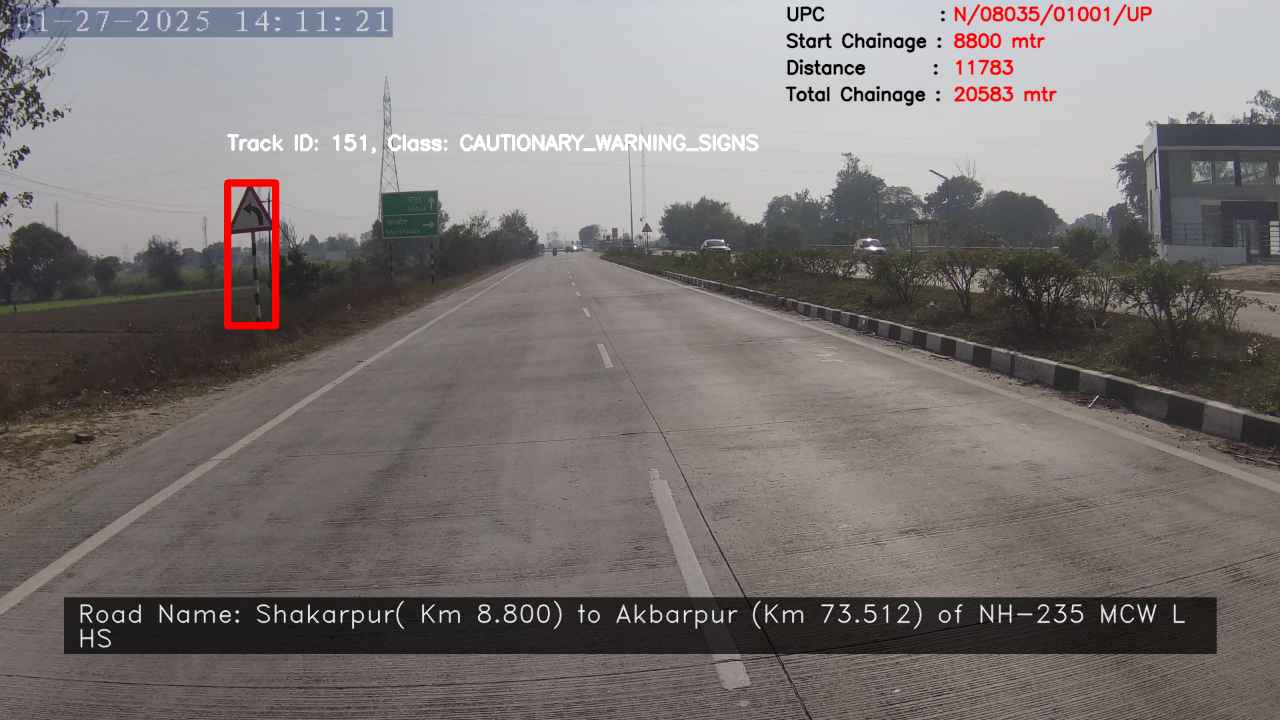 01-27-2025 14:11:21
UPC : N/08035/01001/UP
Start Chainage : 8800 mtr
Distance : 11783
Total Chainage : 20583 mtr
Track ID: 151, Class: CAUTIONARY_WARNING_SIGNS
Road Name: Shakarpur( Km 8.800) to Akbarpur (Km 73.512) of NH-235 MCW L
HS